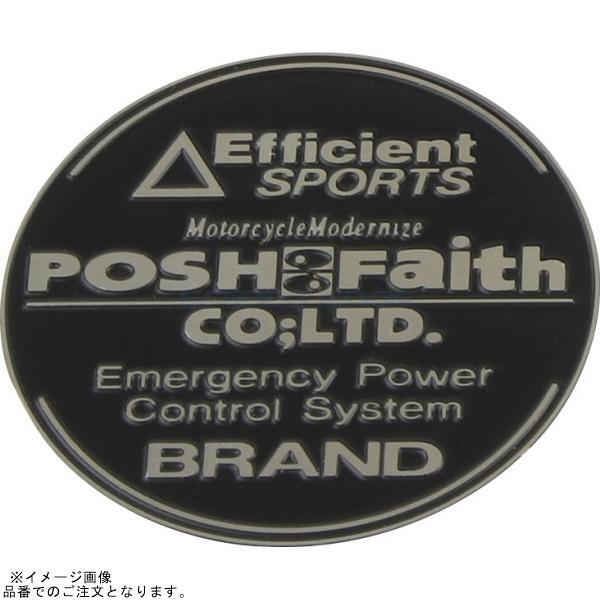 Efficient
SPORTS
MotorcycleModernize
POSH Faith
CO;LTD.
Emergency Power
Control System
BRAND
※イメージ画像
品番でのご注文となります。